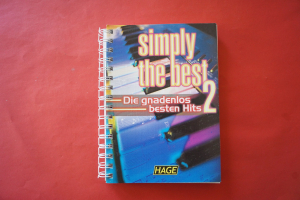 simply
the best
2
Die gnadenlos
besten Hits
HAGE